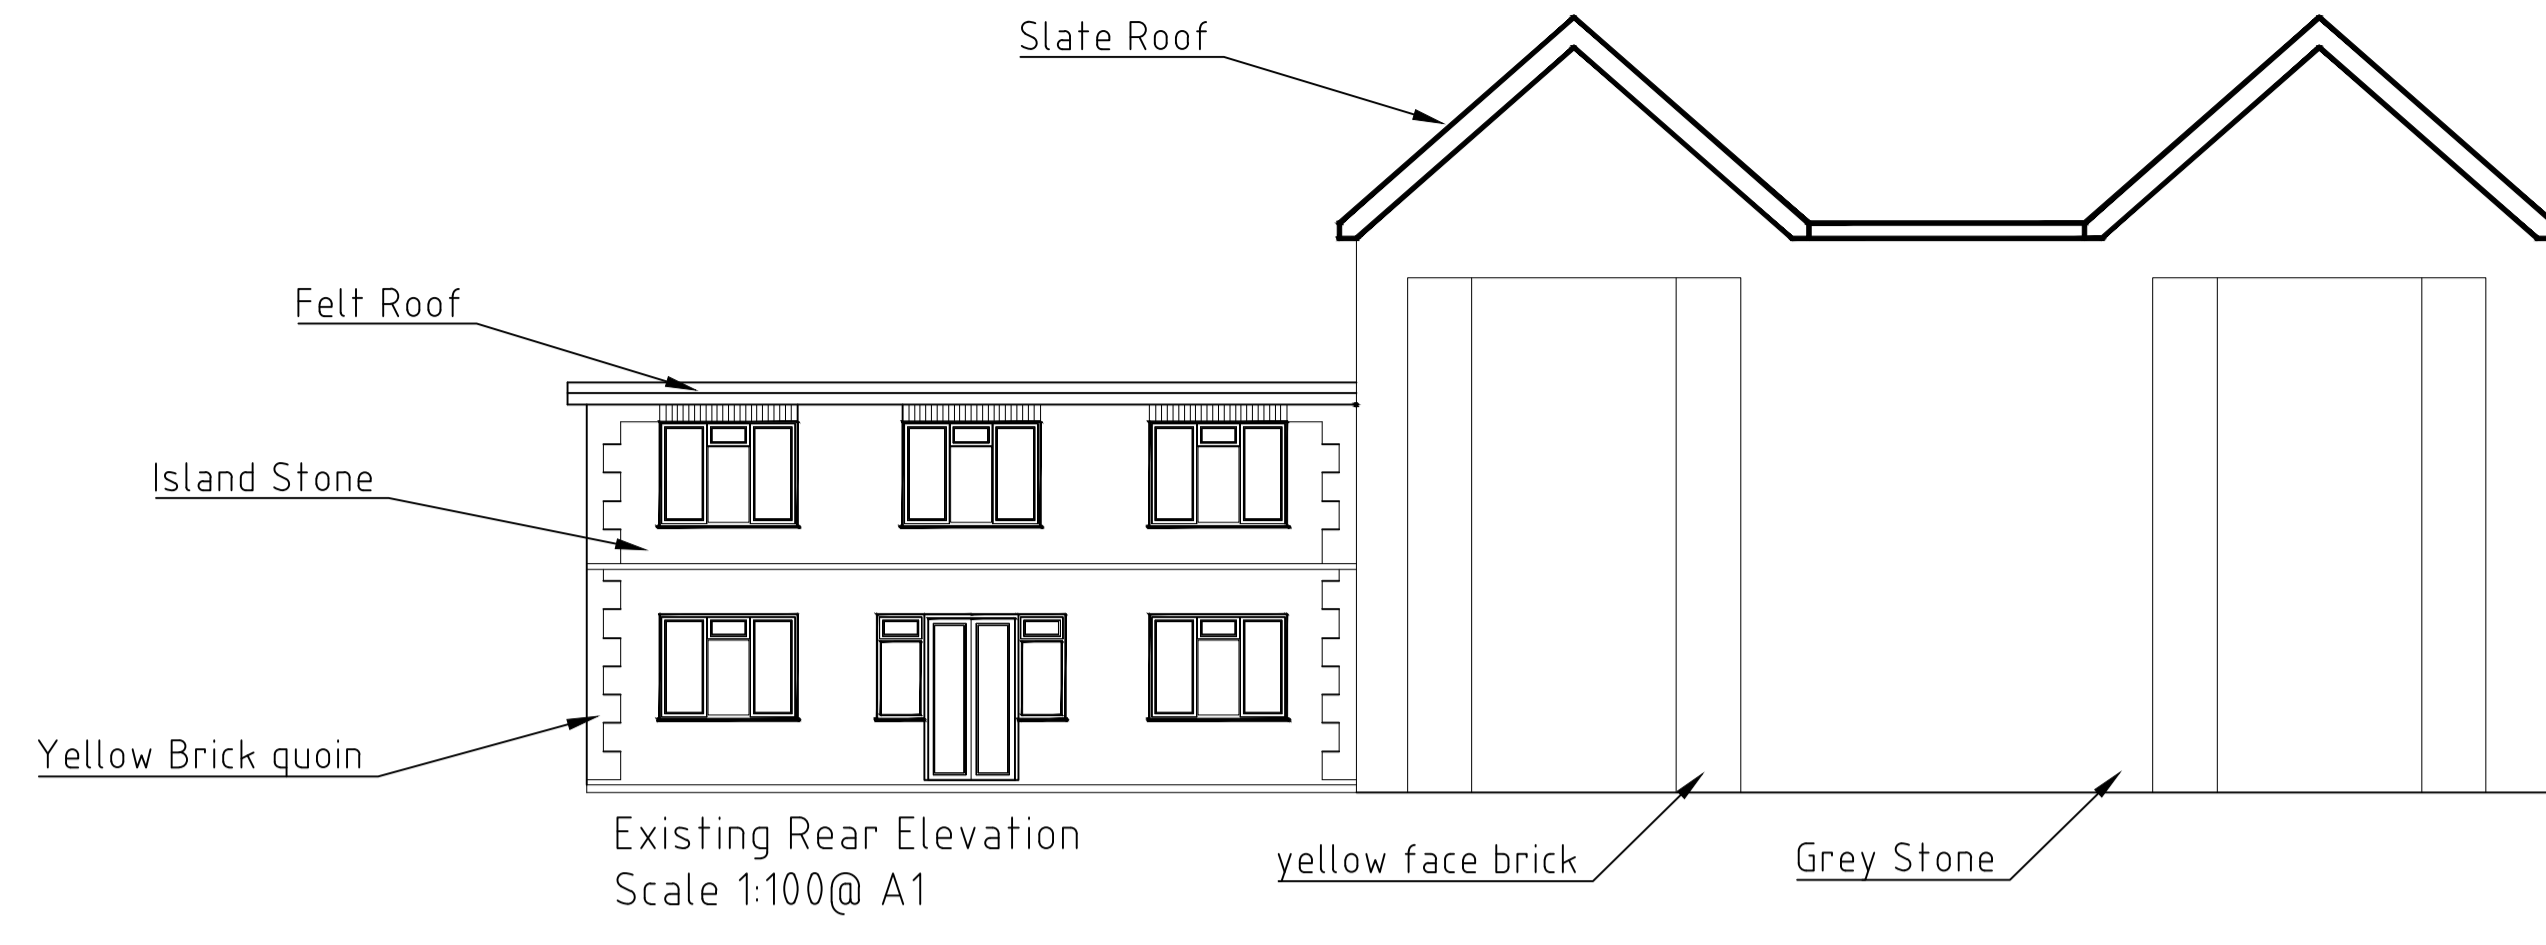 Slate Roof
Felt Roof
Island Stone
Yellow Brick quoin
Existing Rear Elevation
Scale 1:100@ A1
yellow face brick
Grey Stone